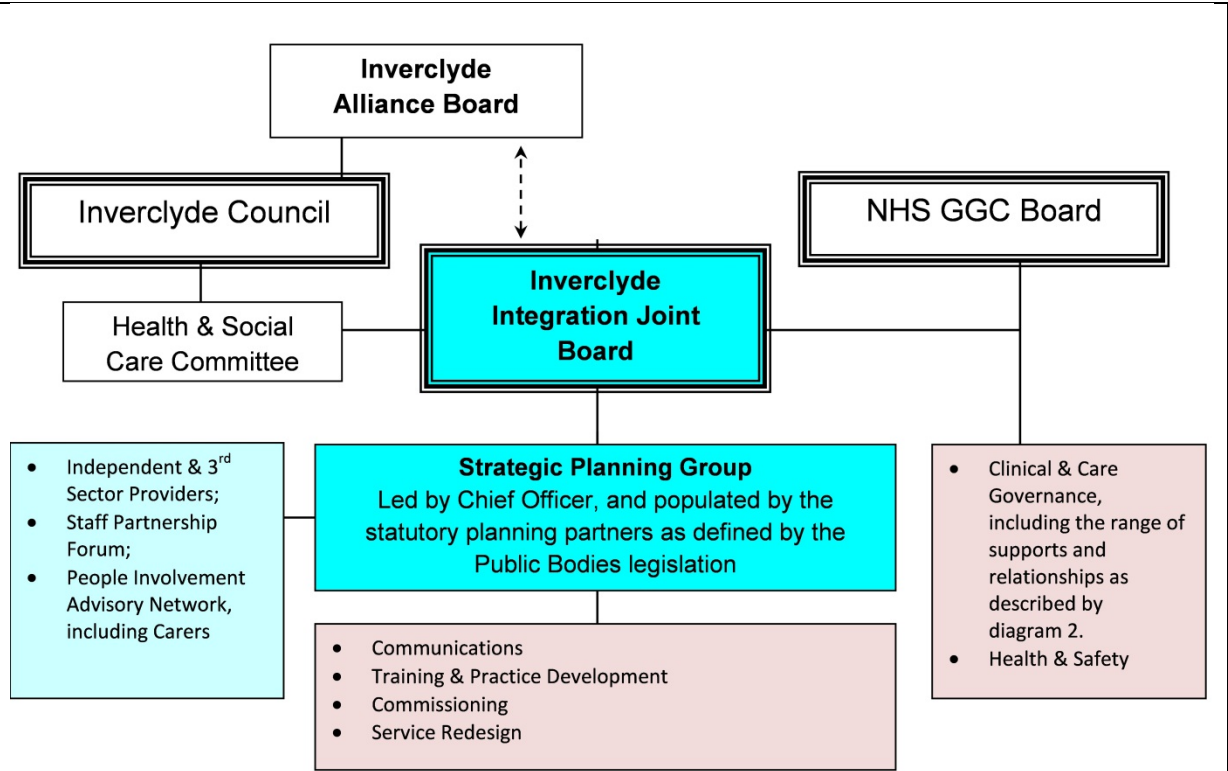 Inverclyde
Alliance Board
Inverclyde Council
NHS GGC Board
Inverclyde
Integration Joint
Board
Health & Social
Care Committee
• Independent & 3rd
Sector Providers;
• Staff Partnership
Forum;
• People Involvement
Advisory Network,
including Carers
Strategic Planning Group
Led by Chief Officer, and populated by the
statutory planning partners as defined by the
Public Bodies legislation
• Clinical & Care
Governance,
including the range of
supports and
relationships as
described by
diagram 2.
• Health & Safety
• Communications
• Training & Practice Development
• Commissioning
• Service Redesign